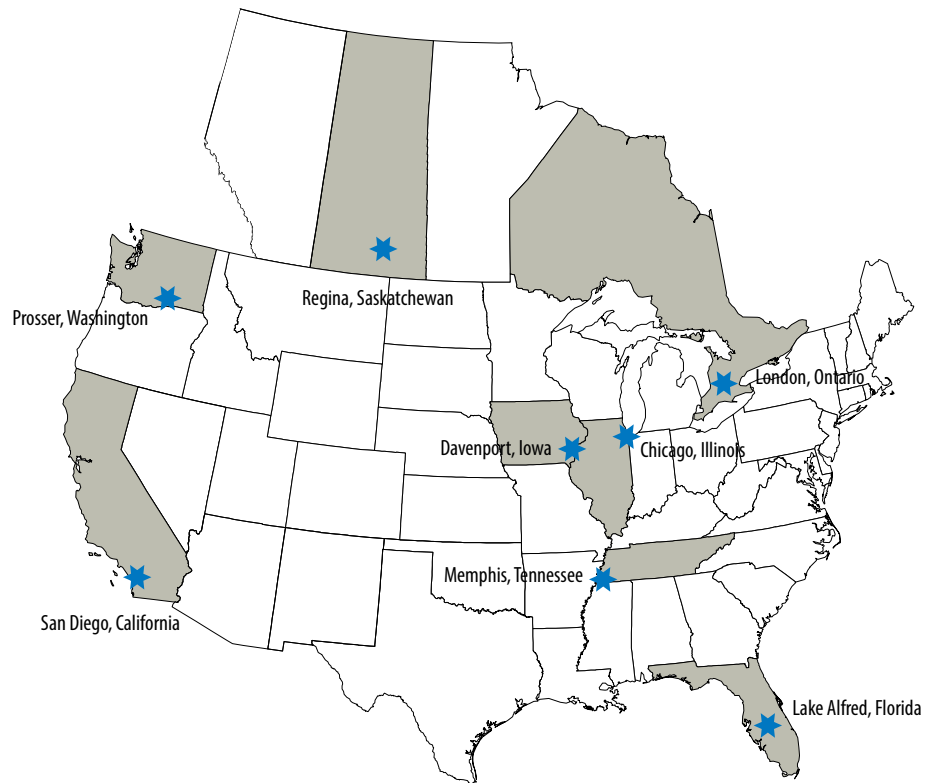 Regina, Saskatchewan
Prosser, Washington
London, Ontario
Davenport, Iowa
Chicago, Illinois
Memphis, Tennessee
San Diego, California
Lake Alfred, Florida